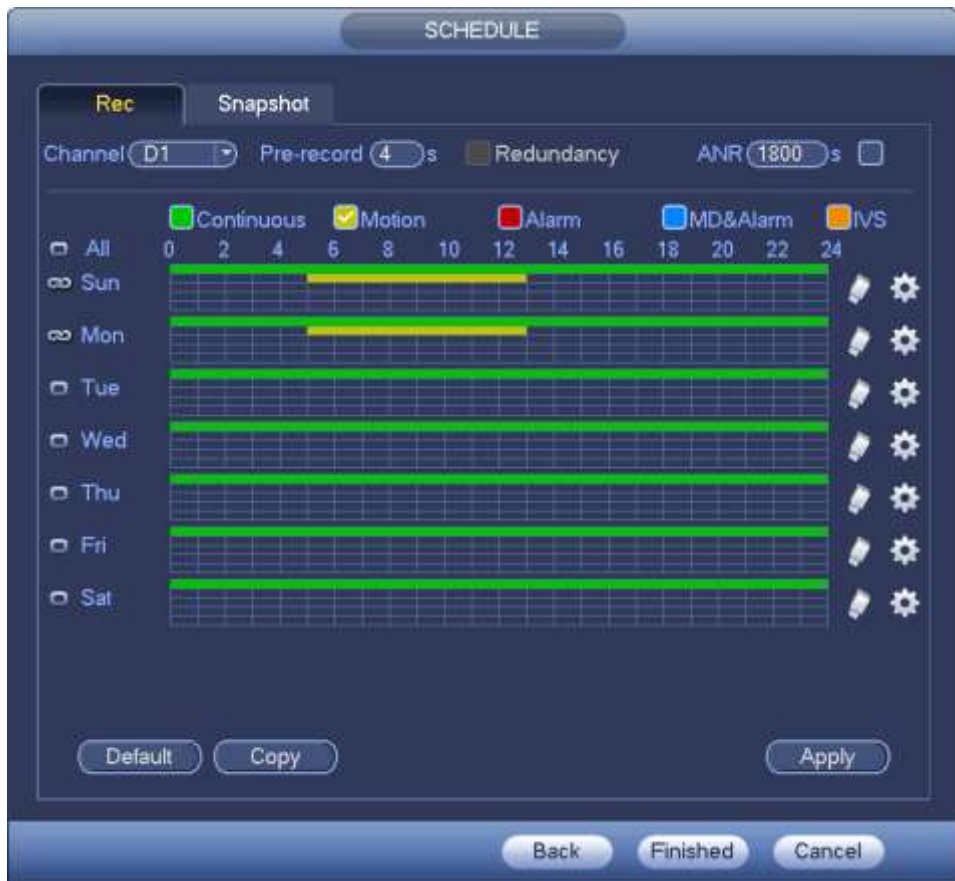 SCHEDULE
Rec Snapshot
Channel D1 Pre-record 4 s Redundancy ANR 1800 s
Continuous Motion Alarm MD&Alarm IVS
All 0 2 4 6 8 10 12 14 16 18 20 22 24
Sun
Mon
Tue
Wed
Thu
Fri
Sat
Default Copy Apply
Back Finished Cancel